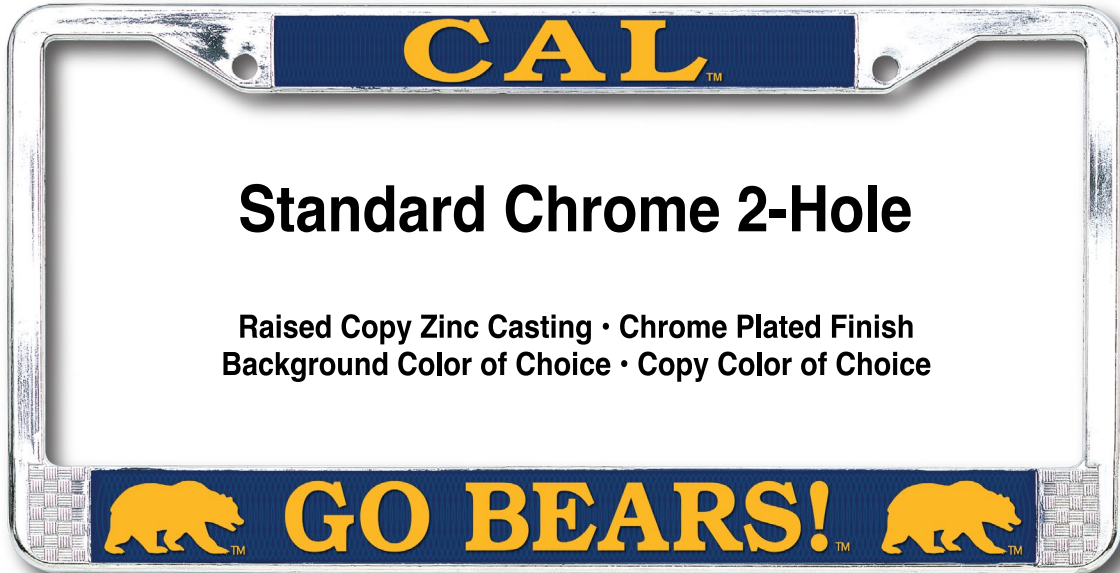 CAL™
Standard Chrome 2-Hole
Raised Copy Zinc Casting • Chrome Plated Finish
Background Color of Choice • Copy Color of Choice
™ GO BEARS!™ ™